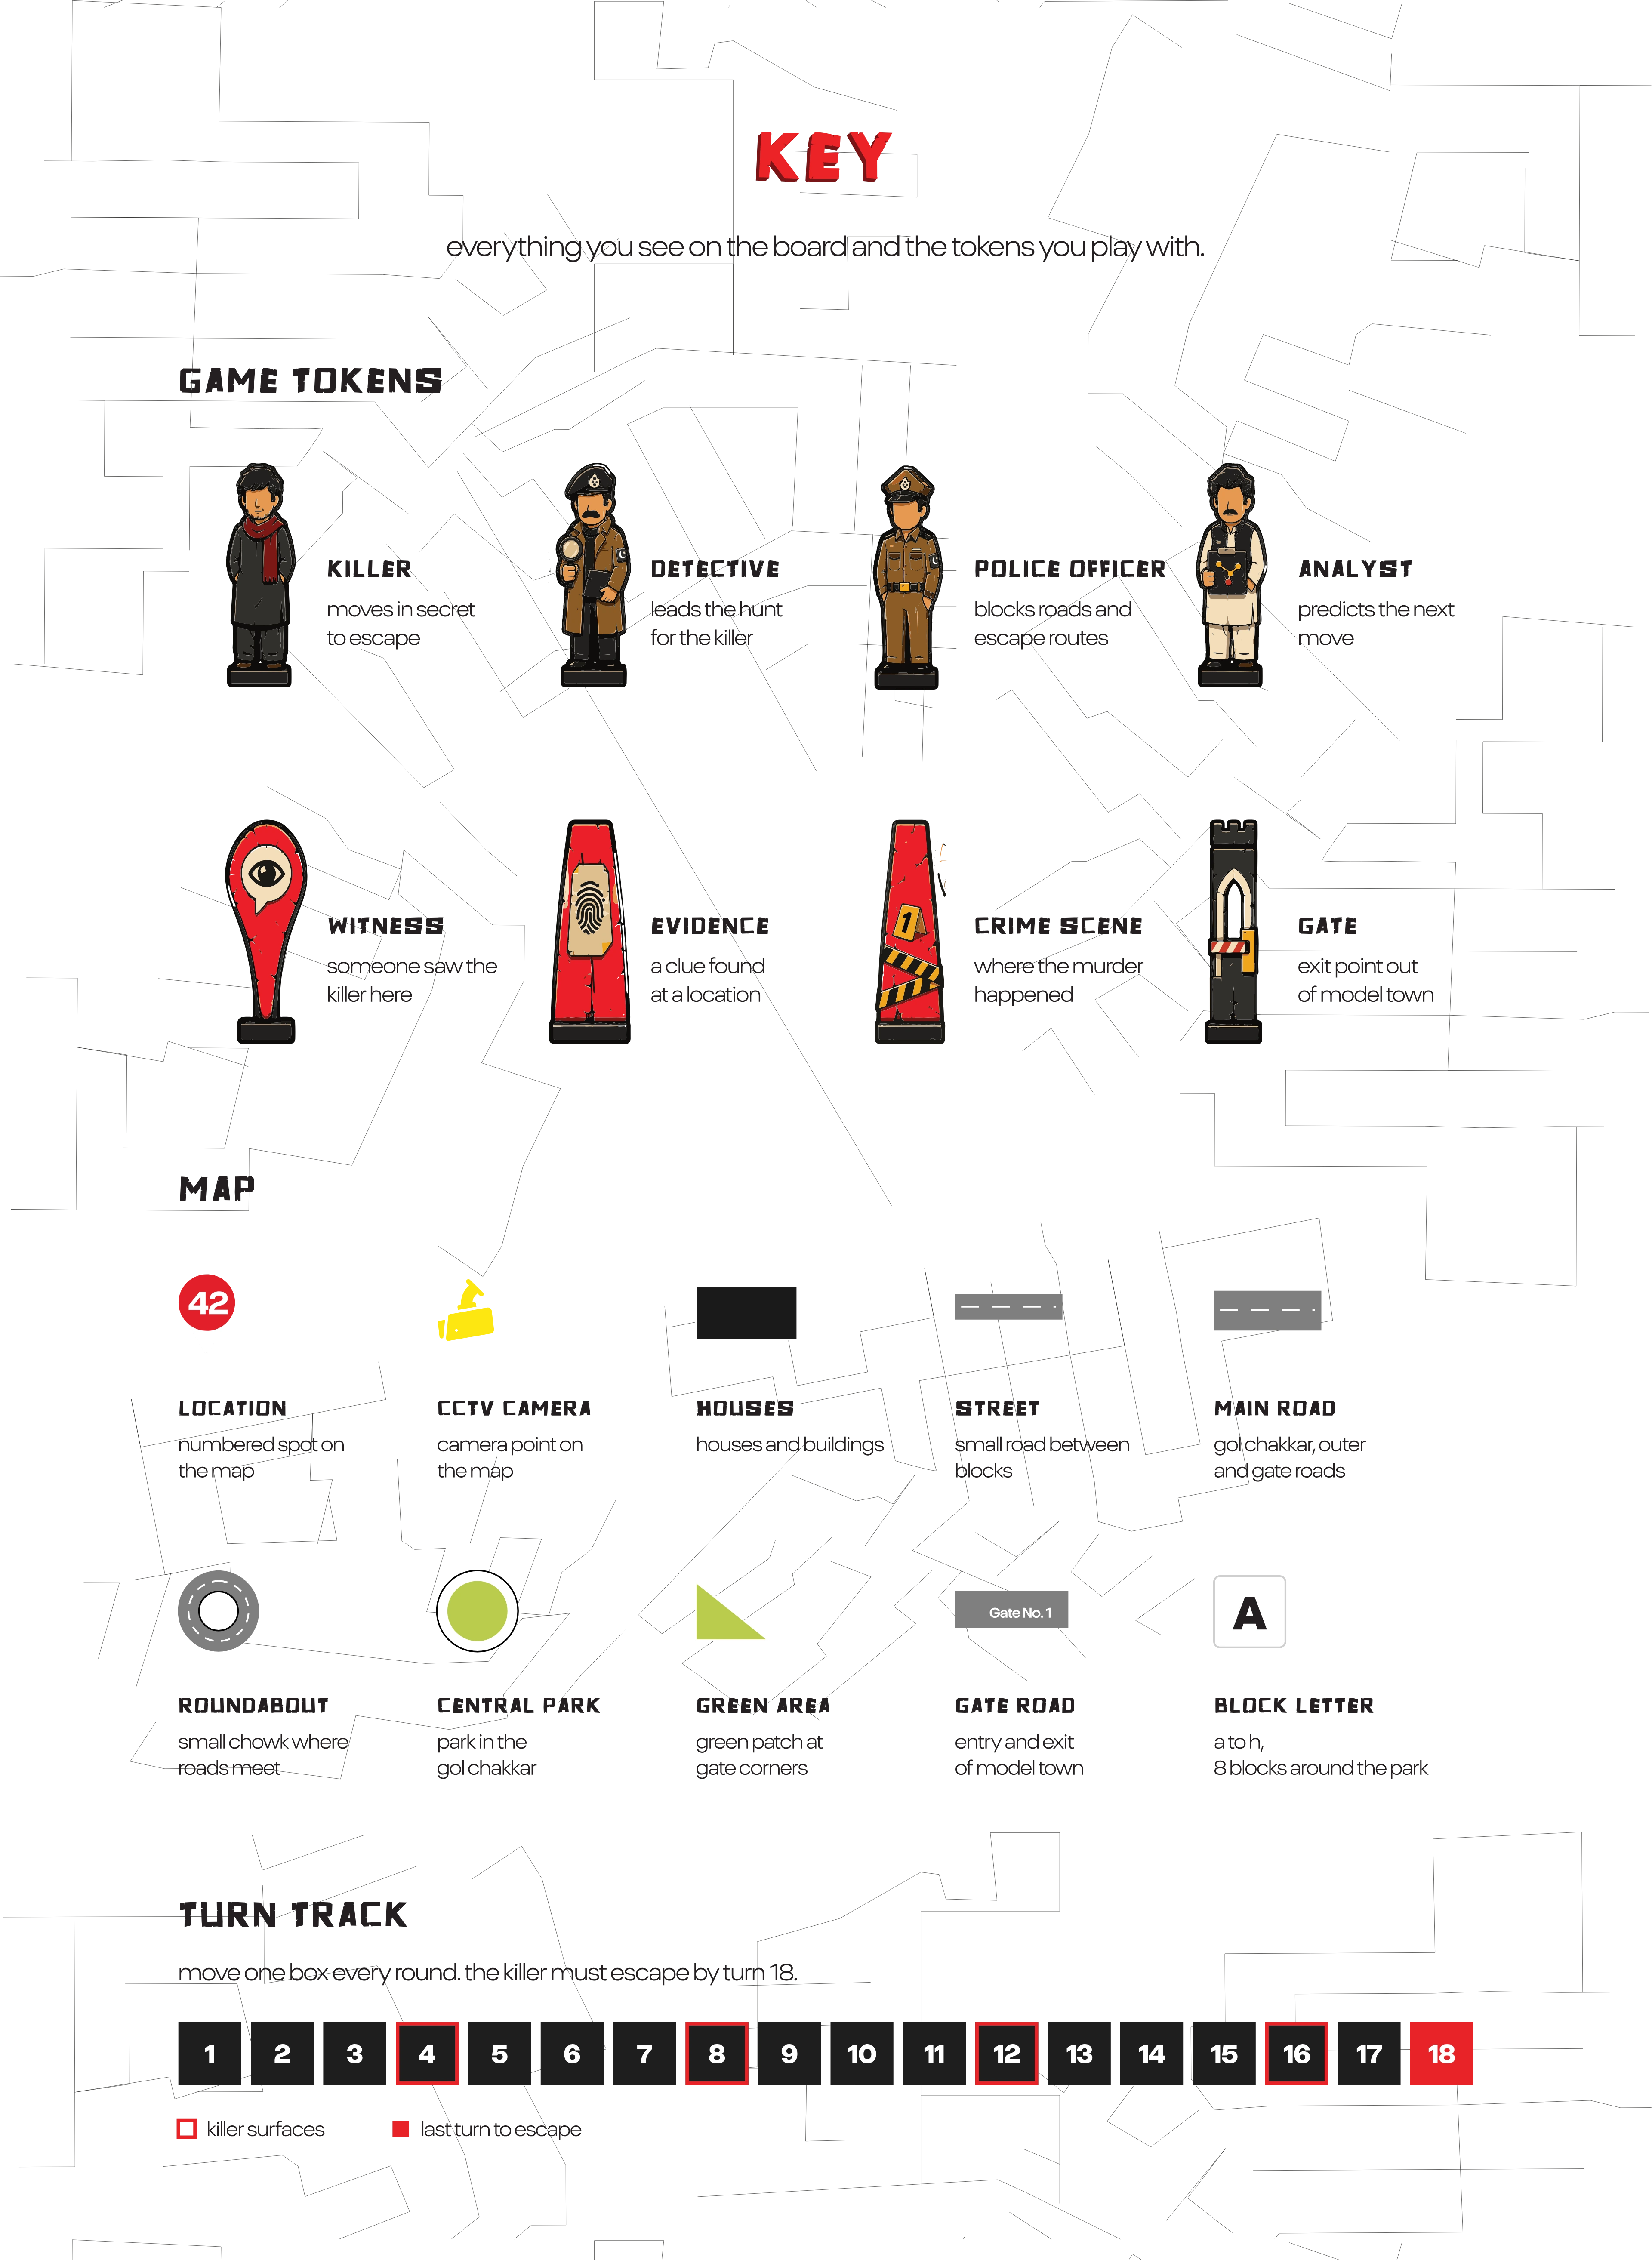 KEY
everything you see on the board and the tokens you play with.
GAME TOKENS
KILLER
moves in secret
to escape
DETECTIVE
leads the hunt
for the killer
POLICE OFFICER
blocks roads and
escape routes
ANALYST
predicts the next
move
WITNESS
someone saw the
killer here
EVIDENCE
a clue found
at a location
1
CRIME SCENE
where the murder
happened
GATE
exit point out
of model town
MAP
42
LOCATION
numbered spot on
the map
CCTV CAMERA
camera point on
the map
HOUSES
houses and buildings
STREET
small road between
blocks
MAIN ROAD
gol chakkar, outer
and gate roads
ROUNDABOUT
small chowk where
roads meet
CENTRAL PARK
park in the
gol chakkar
GREEN AREA
green patch at
gate corners
Gate No. 1
GATE ROAD
entry and exit
of model town
A
BLOCK LETTER
a to h,
8 blocks around the park
TURN TRACK
move one box every round. the killer must escape by turn 18.
1 2 3 4 5 6 7 8 9 10 11 12 13 14 15 16 17 18
killer surfaces
last turn to escape